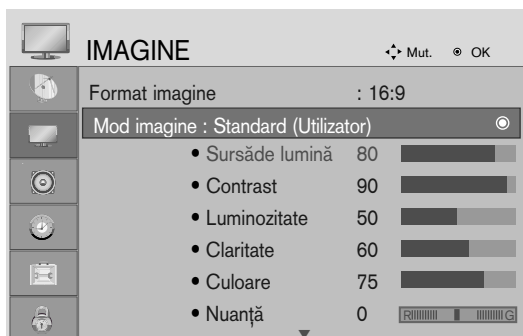 IMAGINE Mut. OK
Format imagine : 16:9
Mod imagine : Standard (Utilizator)
• Sursăde lumină 80
• Contrast 90
• Luminozitate 50
• Claritate 60
• Culoare 75
• Nuanță 0 R G